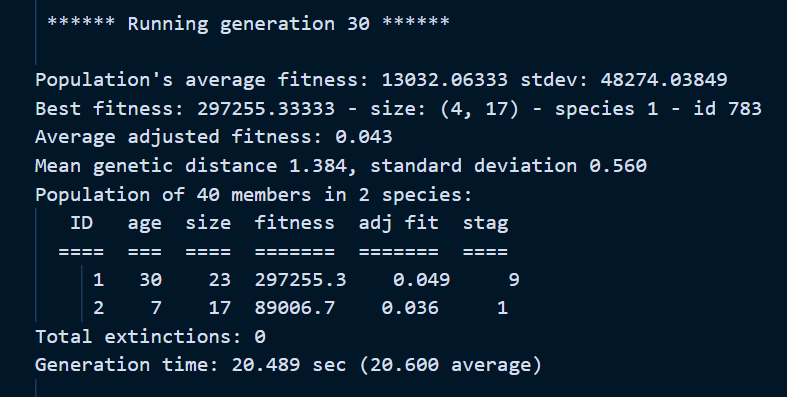 ****** Running generation 30 ******
Population's average fitness: 13032.06333 stdev: 48274.03849
Best fitness: 297255.33333 - size: (4, 17) - species 1 - id 783
Average adjusted fitness: 0.043
Mean genetic distance 1.384, standard deviation 0.560
Population of 40 members in 2 species:
ID age size fitness adj fit stag
==== === ==== ======= ======= ====
1 30 23 297255.3 0.049 9
2 7 17 89006.7 0.036 1
Total extinctions: 0
Generation time: 20.489 sec (20.600 average)